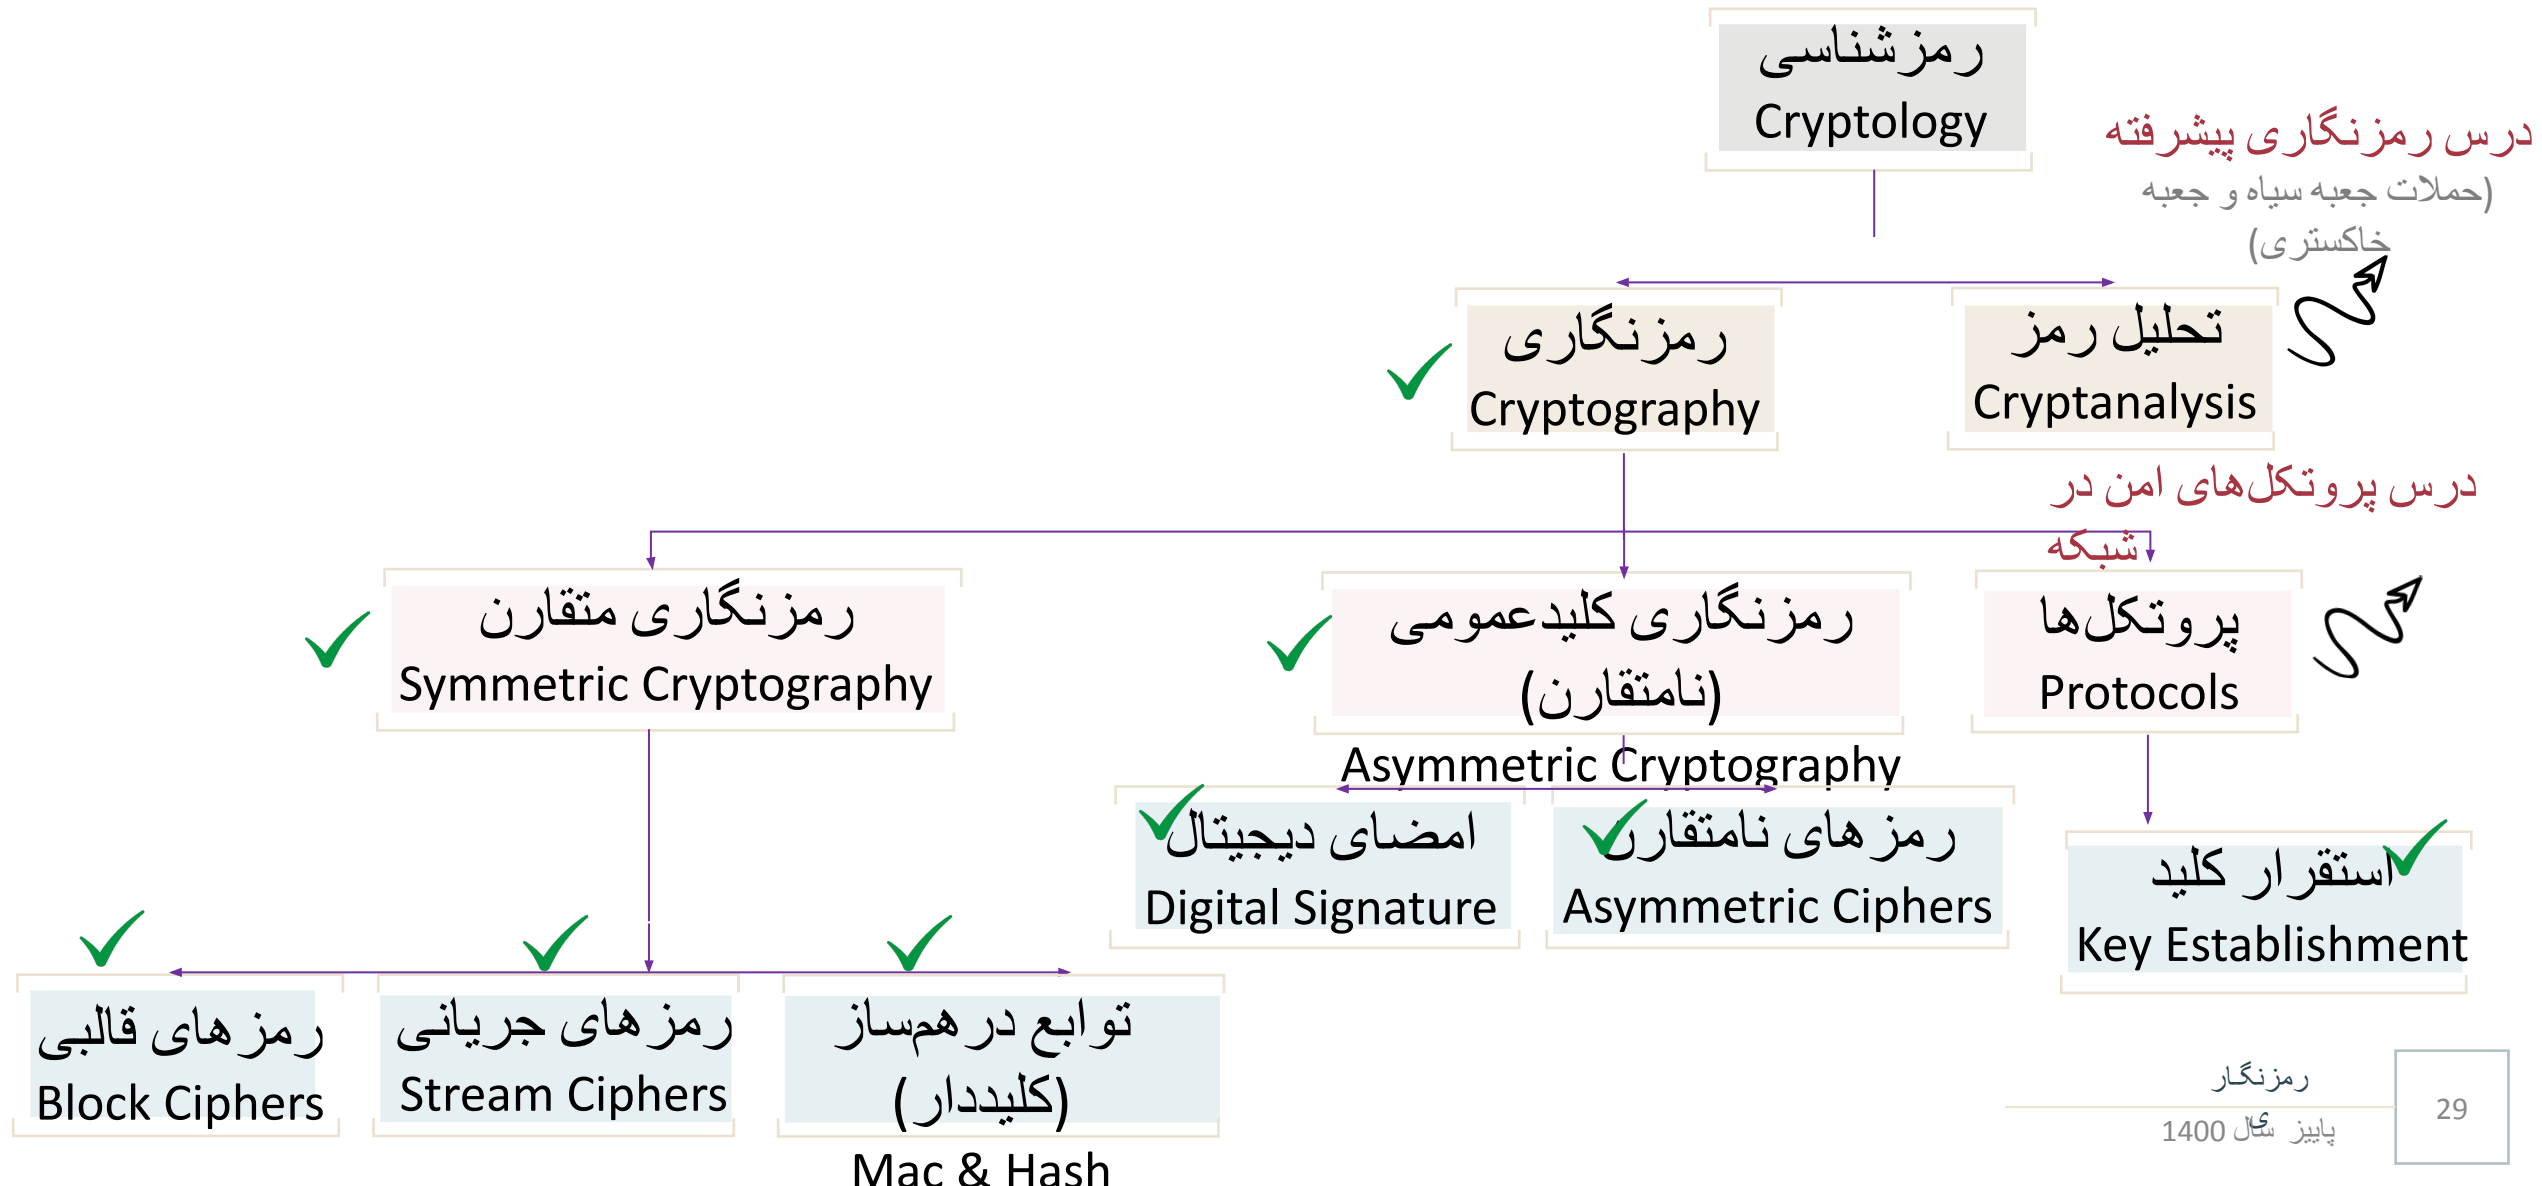 رمزشناسی
Cryptology
درس رمزنگاری پیشرفته
(حملات جعبه سیاه و جعبه
خاکستری)
رمزنگاری
Cryptography
تحلیل رمز
Cryptanalysis
درس پروتکل‌های امن در
شبکه
رمزنگاری متقارن
Symmetric Cryptography
رمزنگاری کلیدعمومی
(نامتقارن)
Asymmetric Cryptography
پروتکل‌ها
Protocols
امضای دیجیتال
Digital Signature
رمزهای نامتقارن
Asymmetric Ciphers
استقرار کلید
Key Establishment
رمزهای قالبی
Block Ciphers
رمزهای جریانی
Stream Ciphers
توابع درهم‌ساز
(کلیددار)
Mac & Hash
رمزنگار
ی
پاییز سال 1400
29